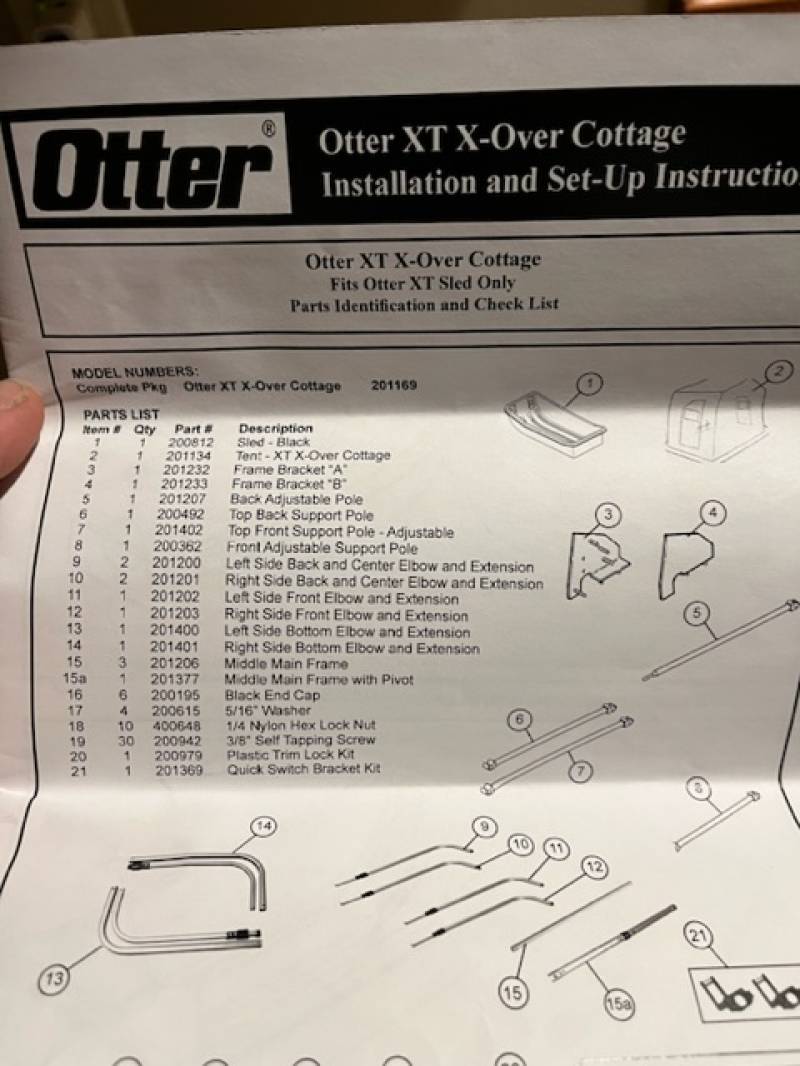 Otter®
Otter XT X-Over Cottage
Installation and Set-Up Instructio
Otter XT X-Over Cottage
Fits Otter XT Sled Only
Parts Identification and Check List
MODEL NUMBERS:
Complete Pkg Otter XT X-Over Cottage 201169
PARTS LIST
Item # Qty Part # Description
1 1 200812 Sled - Black
2 1 201134 Tent - XT X-Over Cottage
3 1 201232 Frame Bracket "A"
4 1 201233 Frame Bracket "B"
5 1 201207 Back Adjustable Pole
6 1 200492 Top Back Support Pole
7 1 201402 Top Front Support Pole - Adjustable
8 1 200362 Front Adjustable Support Pole
9 2 201200 Left Side Back and Center Elbow and Extension
10 2 201201 Right Side Back and Center Elbow and Extension
11 1 201202 Left Side Front Elbow and Extension
12 1 201203 Right Side Front Elbow and Extension
13 1 201400 Left Side Bottom Elbow and Extension
14 1 201401 Right Side Bottom Elbow and Extension
15 3 201206 Middle Main Frame
15a 1 201377 Middle Main Frame with Pivot
16 6 200195 Black End Cap
17 4 200615 5/16" Washer
18 10 400648 1/4 Nylon Hex Lock Nut
19 30 200942 3/8" Self Tapping Screw
20 1 200979 Plastic Trim Lock Kit
21 1 201369 Quick Switch Bracket Kit
1
2
3
4
5
6
7
8
14
9
10
11
12
13
15
15a
21